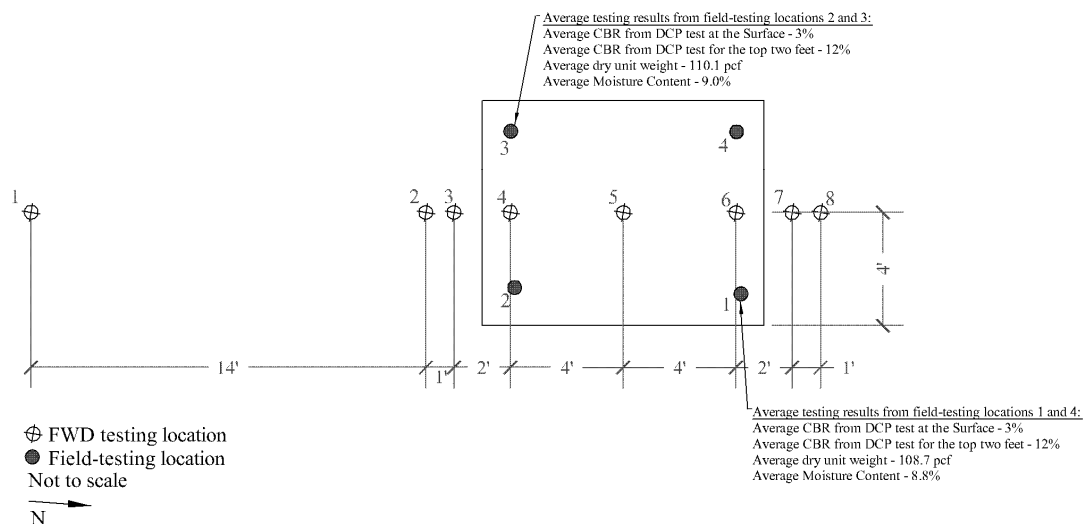 Average testing results from field-testing locations 2 and 3:
Average CBR from DCP test at the Surface - 3%
Average CBR from DCP test for the top two feet - 12%
Average dry unit weight - 110.1 pcf
Average Moisture Content - 9.0%
3
4
1
2
3
4
5
6
7
8
4'
2
1
14'
1'
2'
4'
4'
2'
1'
Average testing results from field-testing locations 1 and 4:
Average CBR from DCP test at the Surface - 3%
Average CBR from DCP test for the top two feet - 12%
Average dry unit weight - 108.7 pcf
Average Moisture Content - 8.8%
FWD testing location
Field-testing location
Not to scale
N